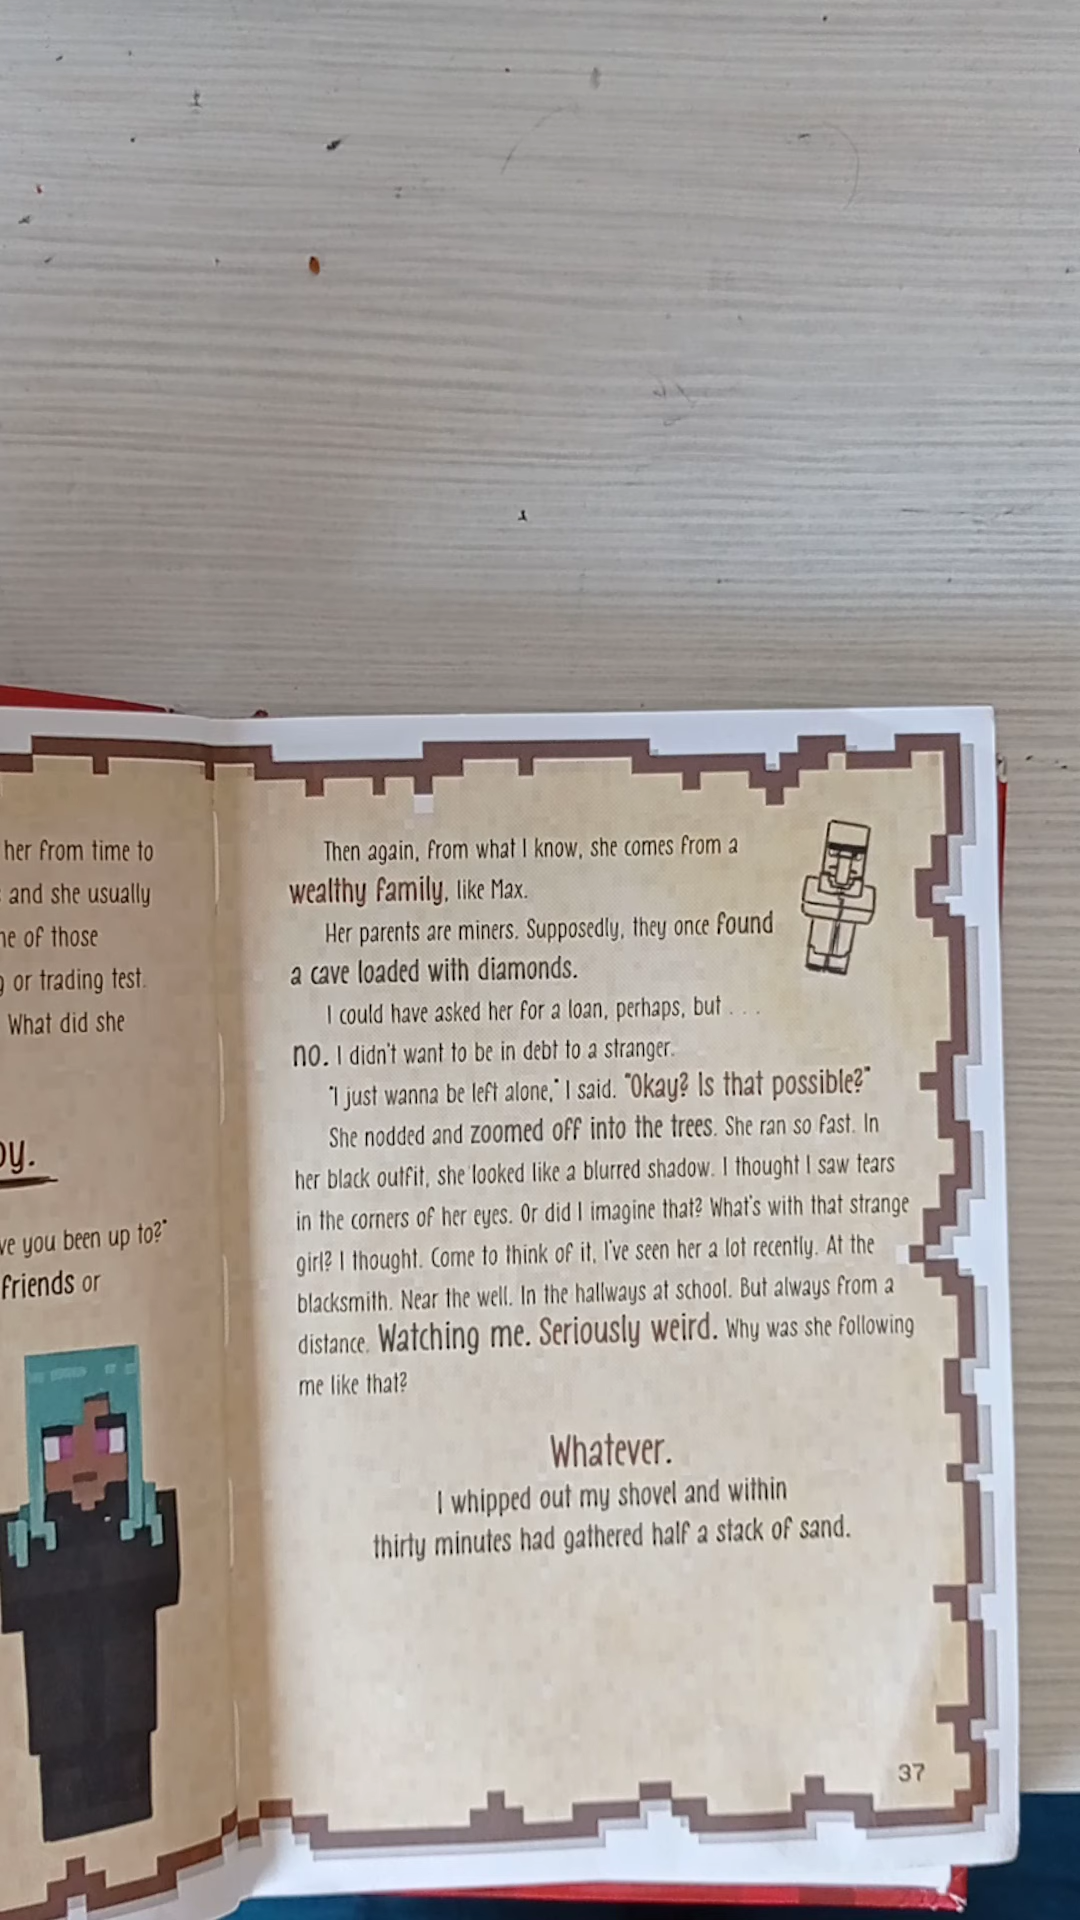 her from time to
and she usually
of those
or trading test.
What did she
you been up to?"
friends or
Then again, from what I know, she comes from a
wealthy family, like Max.
Her parents are miners. Supposedly, they once found
a cave loaded with diamonds.
I could have asked her for a loan, perhaps, but . . .
no. I didn't want to be in debt to a stranger.
"I just wanna be left alone," I said. "Okay? Is that possible?"
She nodded and zoomed off into the trees. She ran so fast. In
her black outfit, she looked like a blurred shadow. I thought I saw tears
in the corners of her eyes. Or did I imagine that? What's with that strange
girl? I thought. Come to think of it, I've seen her a lot recently. At the
blacksmith. Near the well. In the hallways at school. But always from a
distance. Watching me. Seriously weird. Why was she following
me like that?
Whatever.
I whipped out my shovel and within
thirty minutes had gathered half a stack of sand.
37